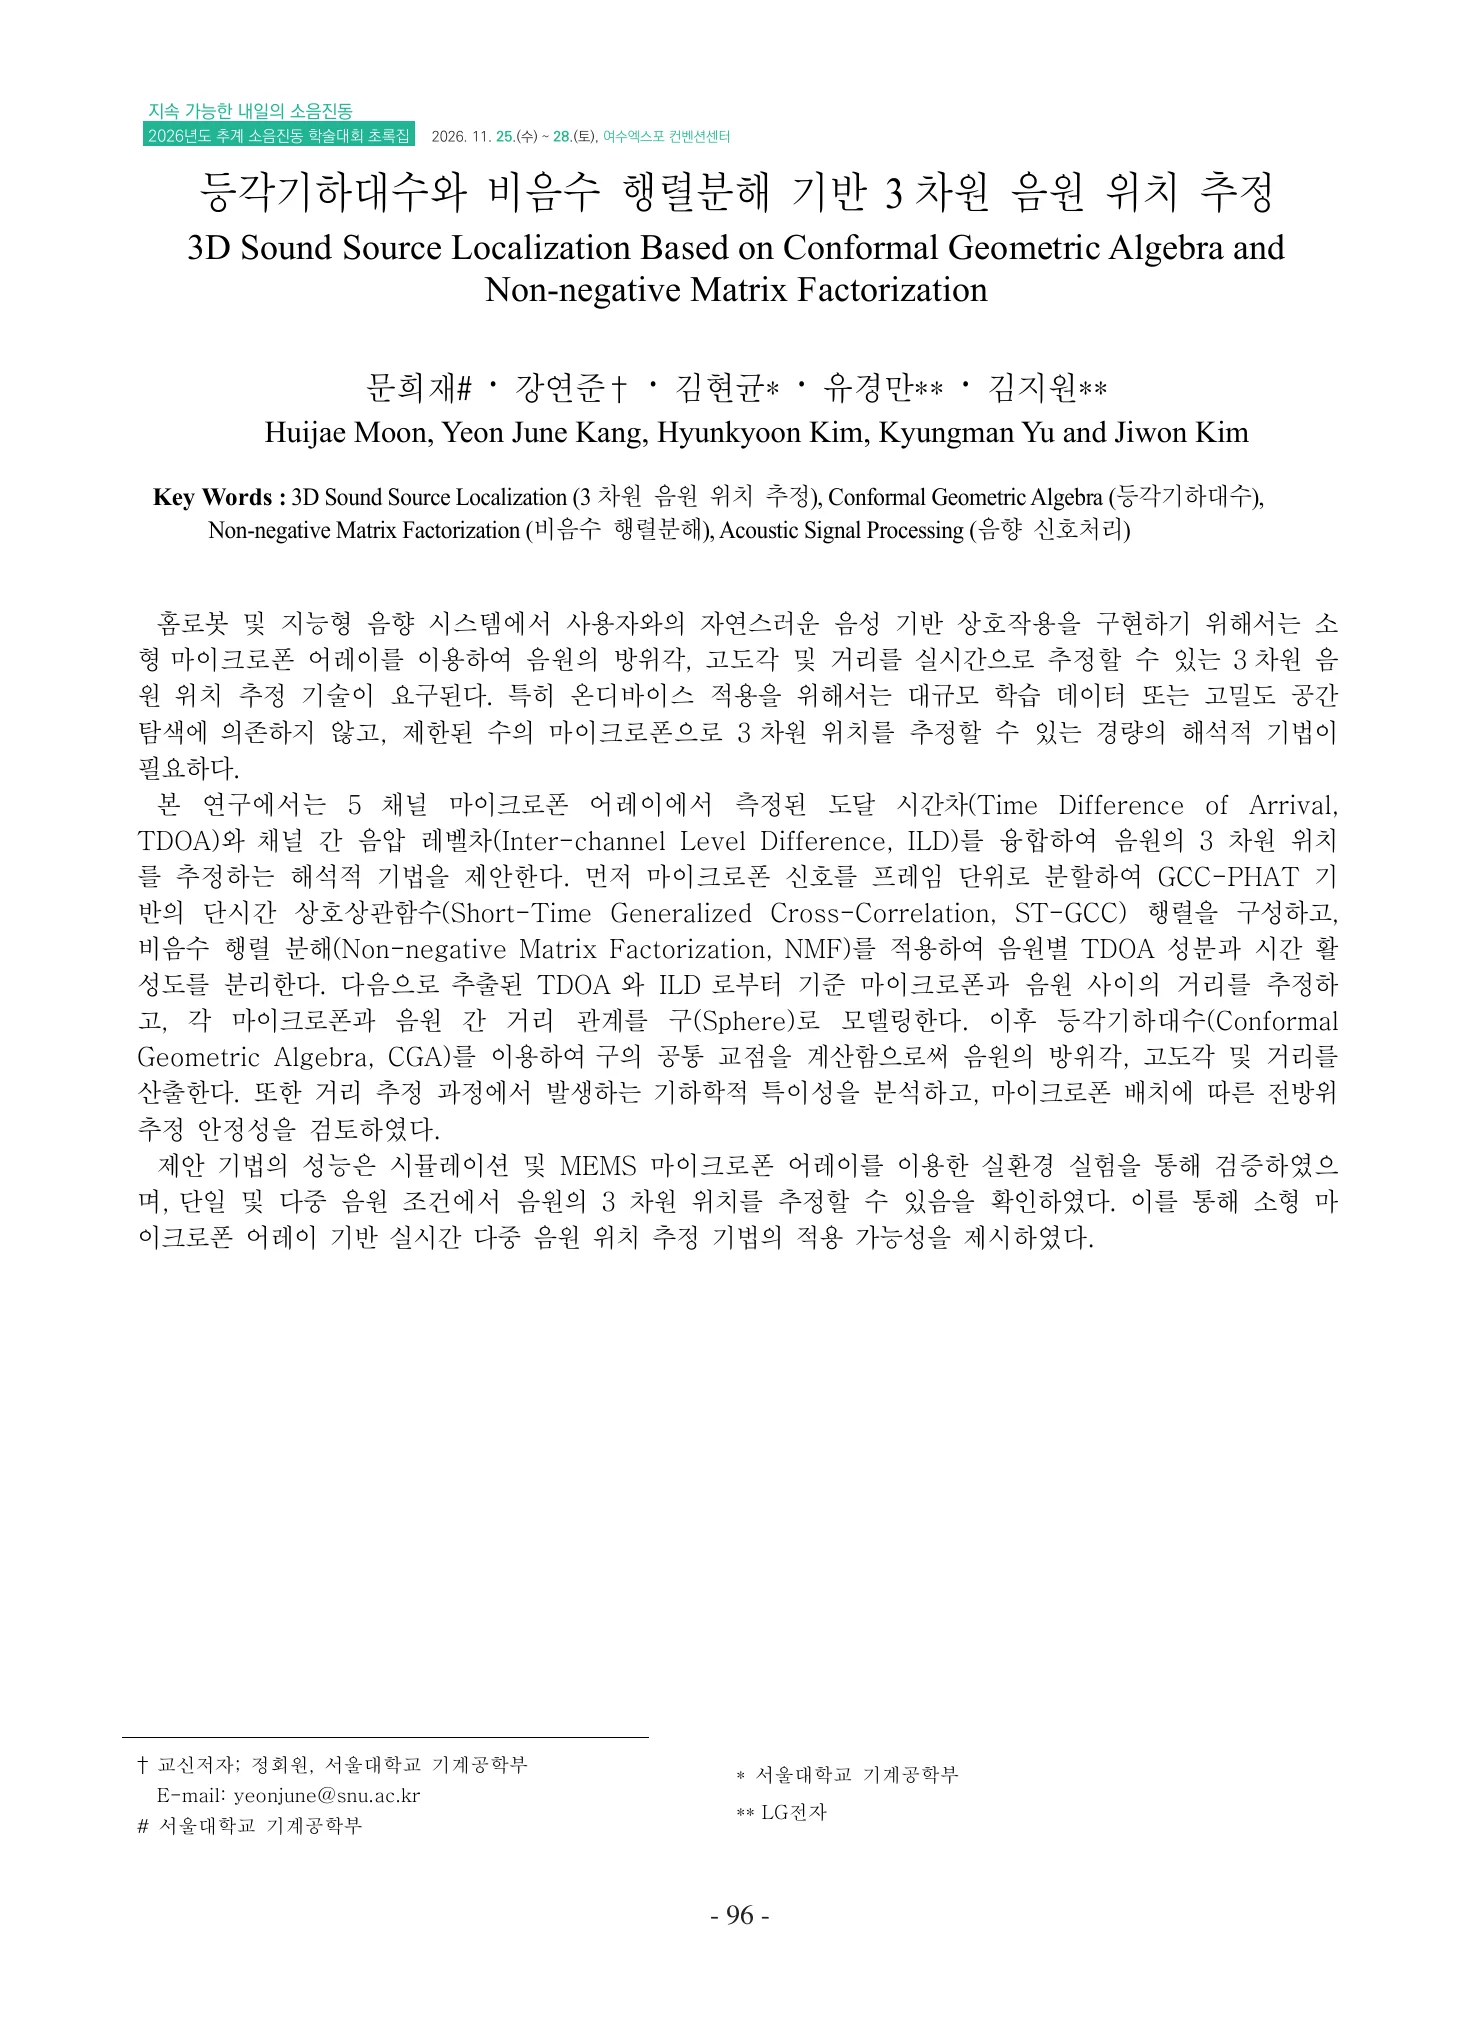 지속 가능한 내일의 소음진동
2026년도 추계 소음진동 학술대회 초록집 2026. 11. 25.(수) ~ 28.(토), 여수엑스포 컨벤션센터
등각기하대수와 비음수 행렬분해 기반 3차원 음원 위치 추정
3D Sound Source Localization Based on Conformal Geometric Algebra and
Non-negative Matrix Factorization
문희재# · 강연준† · 김현균* · 유경만** · 김지원**
Huijae Moon, Yeon June Kang, Hyunkyoon Kim, Kyungman Yu and Jiwon Kim
Key Words : 3D Sound Source Localization (3차원 음원 위치 추정), Conformal Geometric Algebra (등각기하대수),
Non-negative Matrix Factorization (비음수 행렬분해), Acoustic Signal Processing (음향 신호처리)
홈로봇 및 지능형 음향 시스템에서 사용자와의 자연스러운 음성 기반 상호작용을 구현하기 위해서는 소
형 마이크로폰 어레이를 이용하여 음원의 방위각, 고도각 및 거리를 실시간으로 추정할 수 있는 3차원 음
원 위치 추정 기술이 요구된다. 특히 온디바이스 적용을 위해서는 대규모 학습 데이터 또는 고밀도 공간
탐색에 의존하지 않고, 제한된 수의 마이크로폰으로 3차원 위치를 추정할 수 있는 경량의 해석적 기법이
필요하다.
본 연구에서는 5 채널 마이크로폰 어레이에서 측정된 도달 시간차(Time Difference of Arrival,
TDOA)와 채널 간 음압 레벨차(Inter-channel Level Difference, ILD)를 융합하여 음원의 3 차원 위치
를 추정하는 해석적 기법을 제안한다. 먼저 마이크로폰 신호를 프레임 단위로 분할하여 GCC-PHAT 기
반의 단시간 상호상관함수(Short-Time Generalized Cross-Correlation, ST-GCC) 행렬을 구성하고,
비음수 행렬 분해(Non-negative Matrix Factorization, NMF)를 적용하여 음원별 TDOA 성분과 시간 활
성도를 분리한다. 다음으로 추출된 TDOA 와 ILD 로부터 기준 마이크로폰과 음원 사이의 거리를 추정하
고, 각 마이크로폰과 음원 간 거리 관계를 구(Sphere)로 모델링한다. 이후 등각기하대수(Conformal
Geometric Algebra, CGA)를 이용하여 구의 공통 교점을 계산함으로써 음원의 방위각, 고도각 및 거리를
산출한다. 또한 거리 추정 과정에서 발생하는 기하학적 특이성을 분석하고, 마이크로폰 배치에 따른 전방위
추정 안정성을 검토하였다.
제안 기법의 성능은 시뮬레이션 및 MEMS 마이크로폰 어레이를 이용한 실환경 실험을 통해 검증하였으
며, 단일 및 다중 음원 조건에서 음원의 3 차원 위치를 추정할 수 있음을 확인하였다. 이를 통해 소형 마
이크로폰 어레이 기반 실시간 다중 음원 위치 추정 기법의 적용 가능성을 제시하였다.
† 교신저자; 정회원, 서울대학교 기계공학부
E-mail: yeonjune@snu.ac.kr
# 서울대학교 기계공학부
* 서울대학교 기계공학부
** LG전자
- 96 -